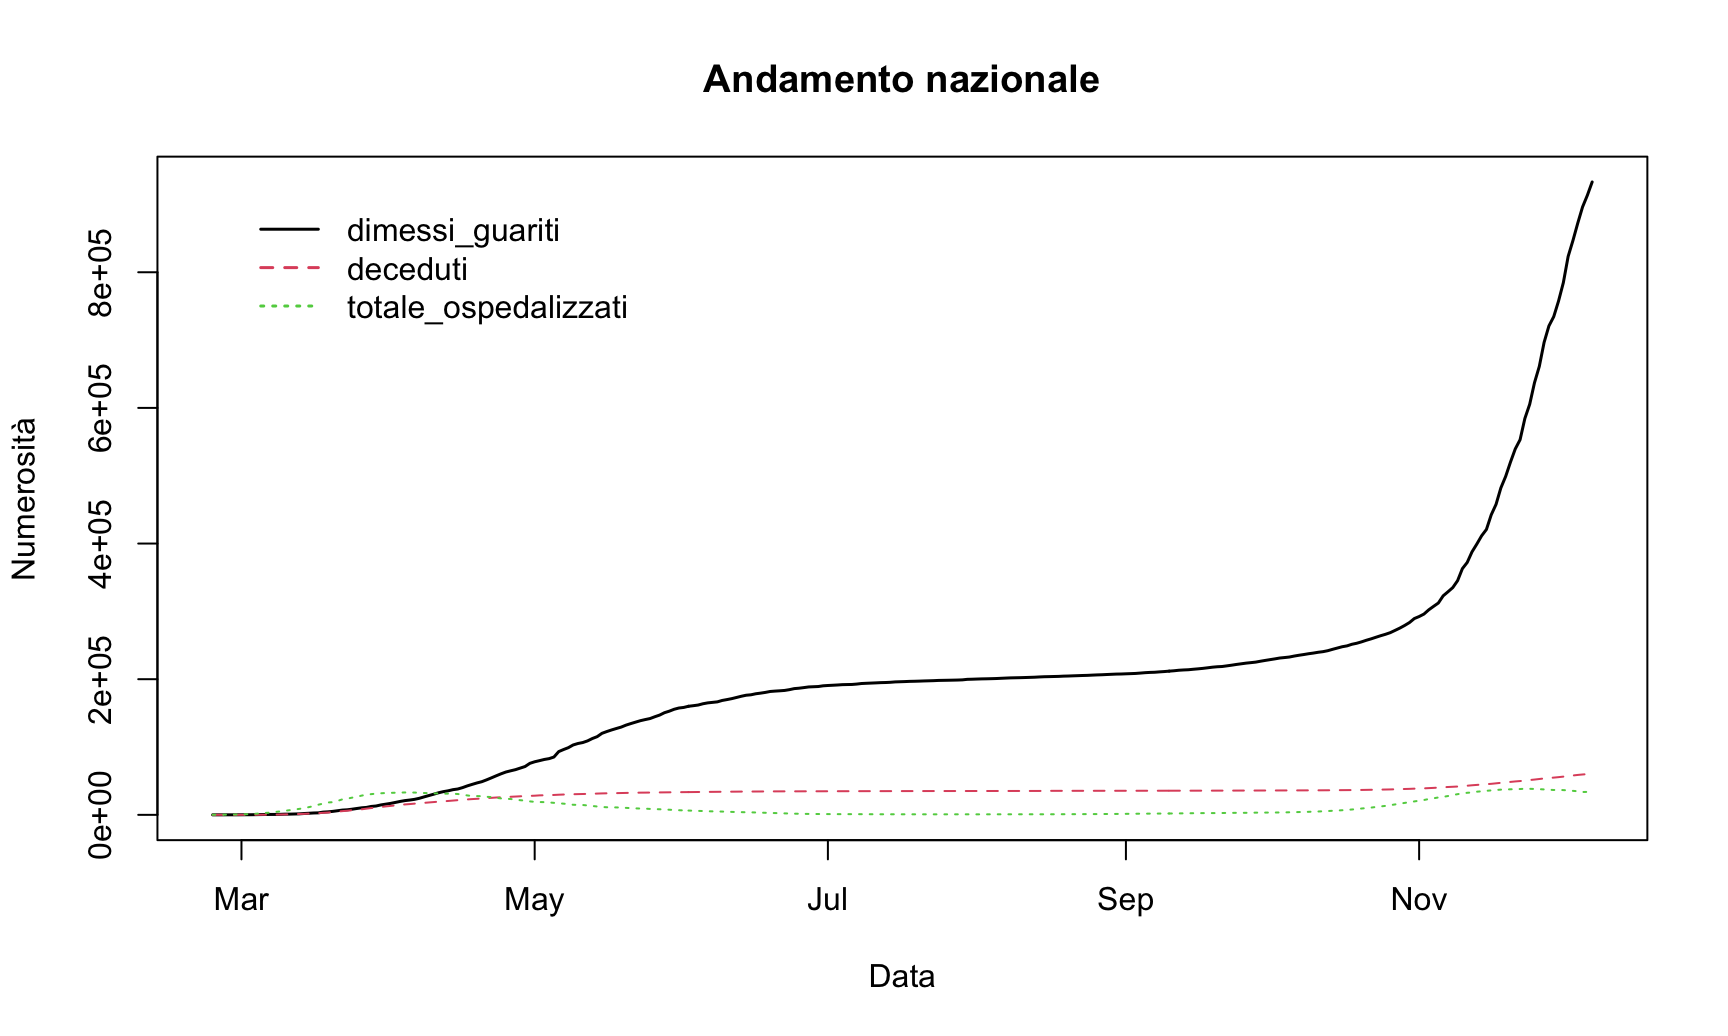 Andamento nazionale
dimessi_guariti
deceduti
totale_ospedalizzati
Numerosità
8e+05
6e+05
4e+05
2e+05
0e+00
Mar May Jul Sep Nov
Data